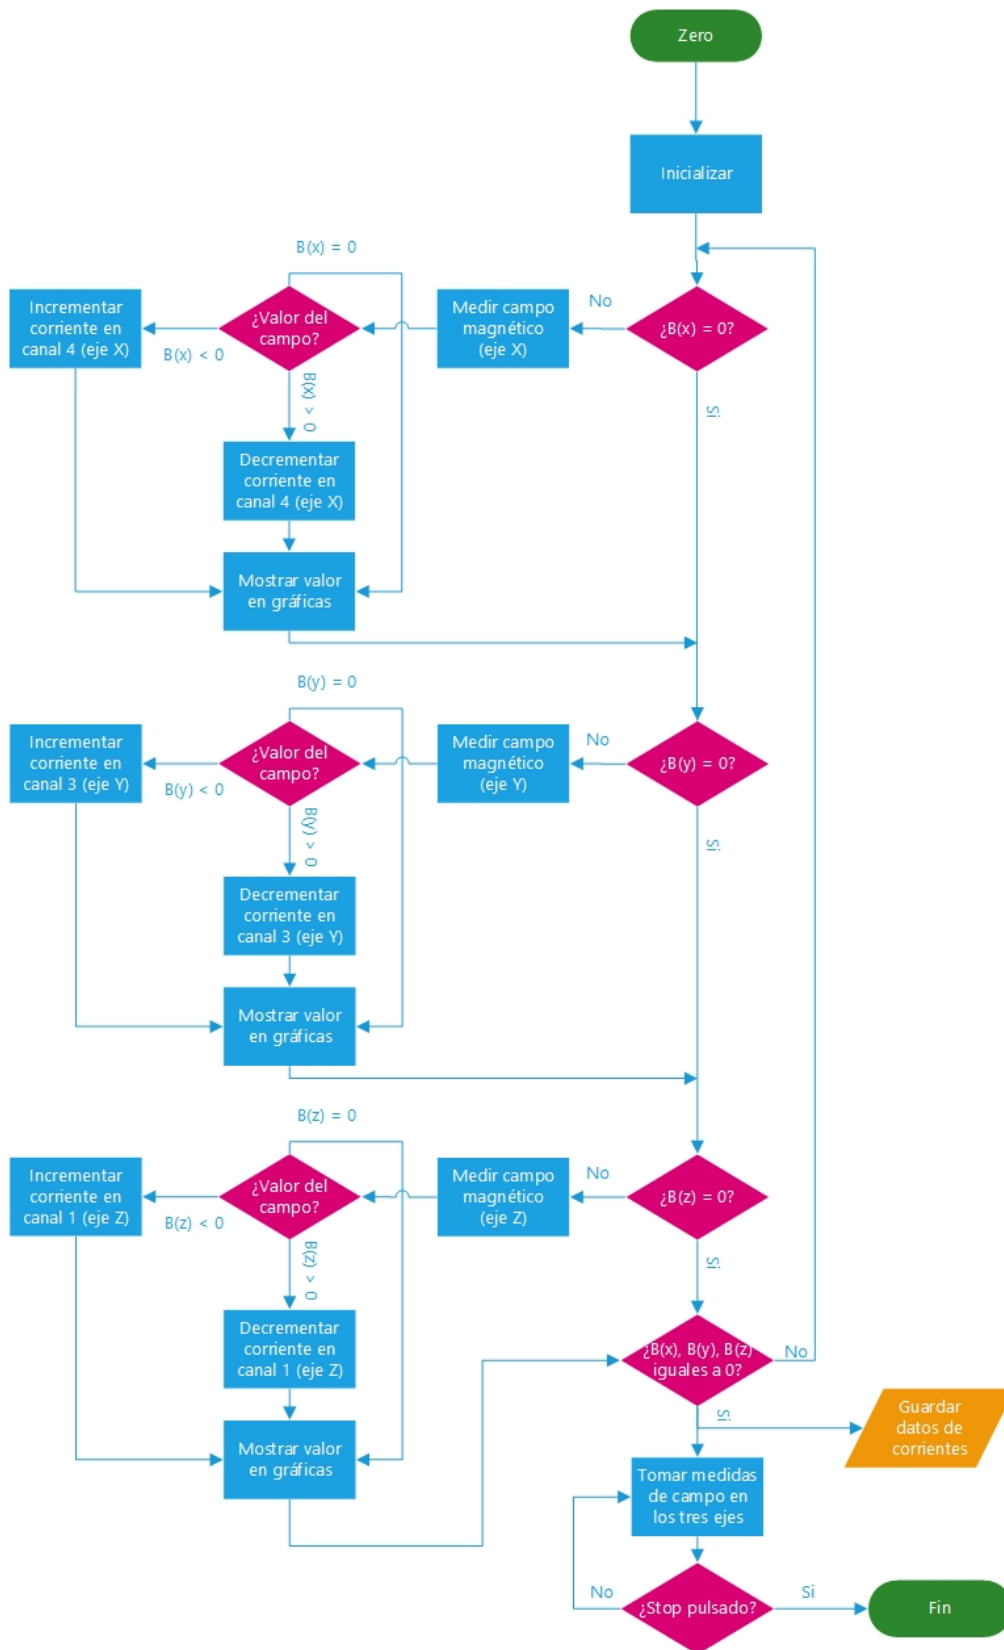 Zero
Inicializar
B(x) = 0
Incrementar
corriente en
canal 4 (eje X)
B(x) < 0
¿Valor del
campo?
B(x) > 0
Medir campo
magnético
(eje X)
No
¿B(x) = 0?
Si
Decrementar
corriente en
canal 4 (eje X)
Mostrar valor
en gráficas
B(y) = 0
Incrementar
corriente en
canal 3 (eje Y)
B(y) < 0
¿Valor del
campo?
B(y) > 0
Medir campo
magnético
(eje Y)
No
¿B(y) = 0?
Si
Decrementar
corriente en
canal 3 (eje Y)
Mostrar valor
en gráficas
B(z) = 0
Incrementar
corriente en
canal 1 (eje Z)
B(z) < 0
¿Valor del
campo?
B(z) > 0
Medir campo
magnético
(eje Z)
No
¿B(z) = 0?
Si
Decrementar
corriente en
canal 1 (eje Z)
Mostrar valor
en gráficas
¿B(x), B(y), B(z)
iguales a 0?
No
Si
Guardar
datos de
corrientes
Tomar medidas
de campo en
los tres ejes
No
¿Stop pulsado?
Si
Fin